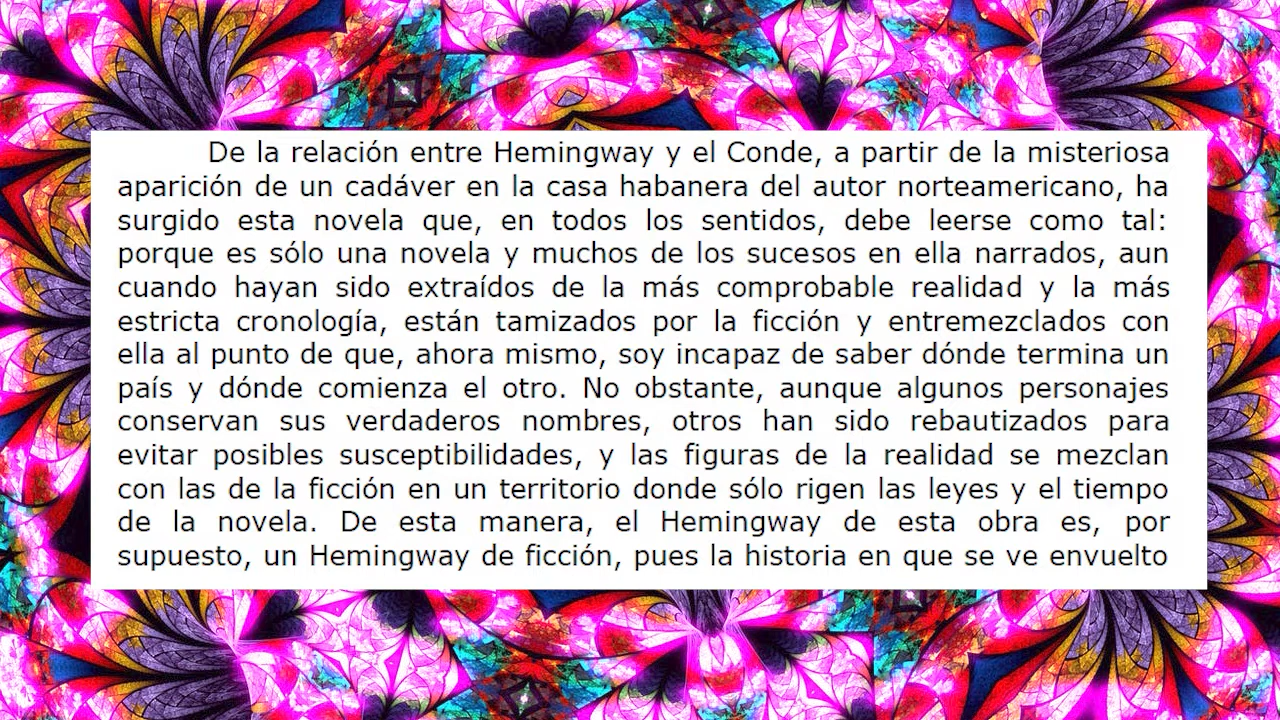 De la relación entre Hemingway y el Conde, a partir de la misteriosa
aparición de un cadáver en la casa habanera del autor norteamericano, ha
surgido esta novela que, en todos los sentidos, debe leerse como tal:
porque es sólo una novela y muchos de los sucesos en ella narrados, aun
cuando hayan sido extraídos de la más comprobable realidad y la más
estricta cronología, están tamizados por la ficción y entremezclados con
ella al punto de que, ahora mismo, soy incapaz de saber dónde termina un
país y dónde comienza el otro. No obstante, aunque algunos personajes
conservan sus verdaderos nombres, otros han sido rebautizados para
evitar posibles susceptibilidades, y las figuras de la realidad se mezclan
con las de la ficción en un territorio donde sólo rigen las leyes y el tiempo
de la novela. De esta manera, el Hemingway de esta obra es, por
supuesto, un Hemingway de ficción, pues la historia en que se ve envuelto